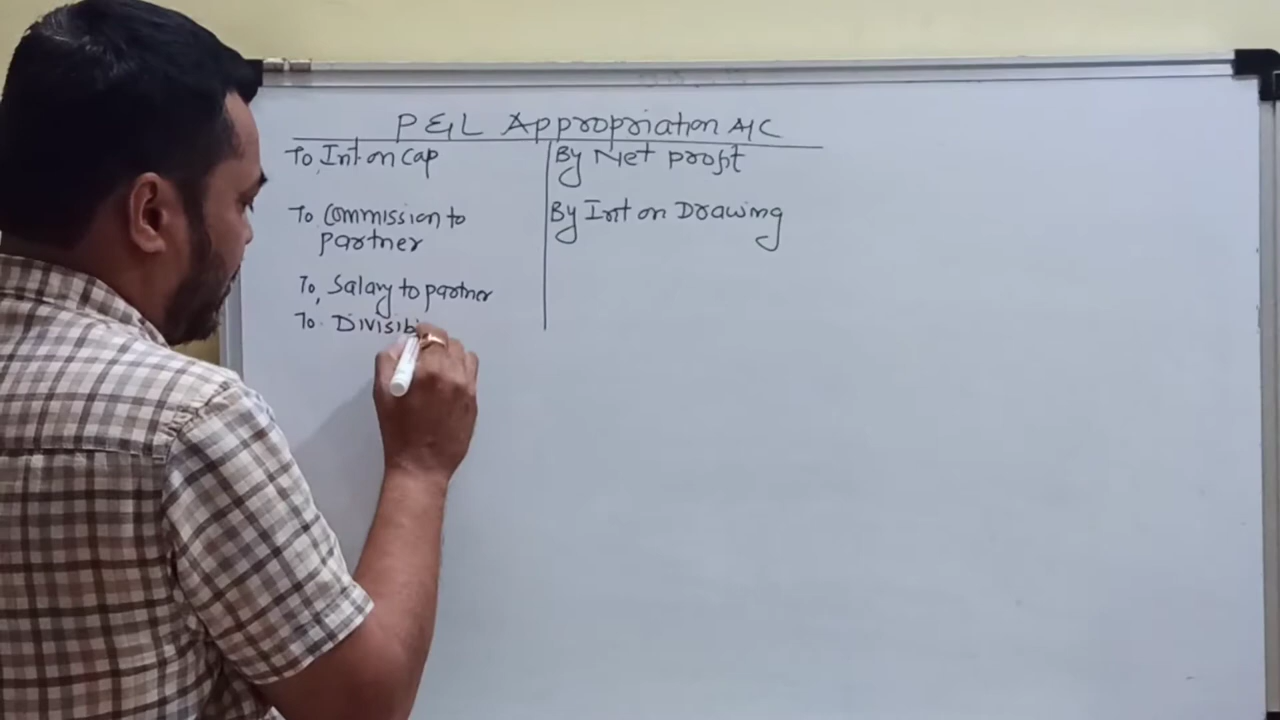 P & L Appropriation A/C
To, Int on Cap
By Net profit
To Commission to
partner
By Int on Drawing
To, Salary to partner
To Divisib